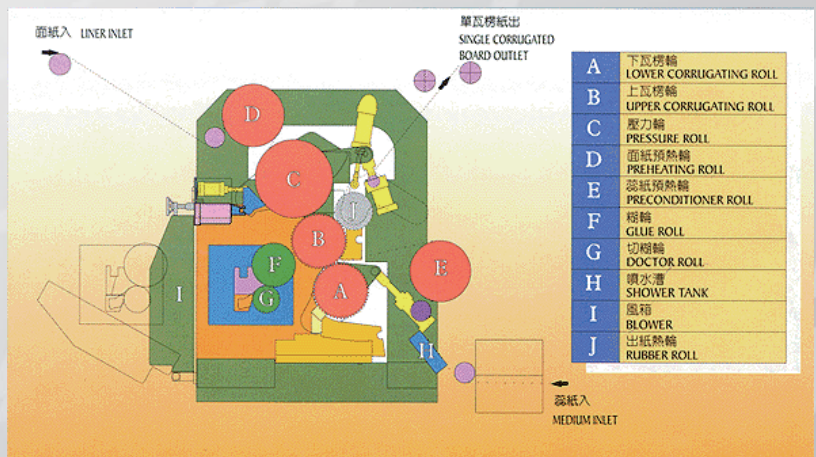 面紙入 LINER INLET
單瓦楞紙出
SINGLE CORRUGATED
BOARD OUTLET
D
C
J
B
E
F
G
A
I
H
蕊紙入
MEDIUM INLET
A 下瓦楞輪
LOWER CORRUGATING ROLL
B 上瓦楞輪
UPPER CORRUGATING ROLL
C 壓力輪
PRESSURE ROLL
D 面紙預熱輪
PREHEATING ROLL
E 蕊紙預熱輪
PRECONDITIONER ROLL
F 糊輪
GLUE ROLL
G 切糊輪
DOCTOR ROLL
H 噴水槽
SHOWER TANK
I 風箱
BLOWER
J 出紙熱輪
RUBBER ROLL